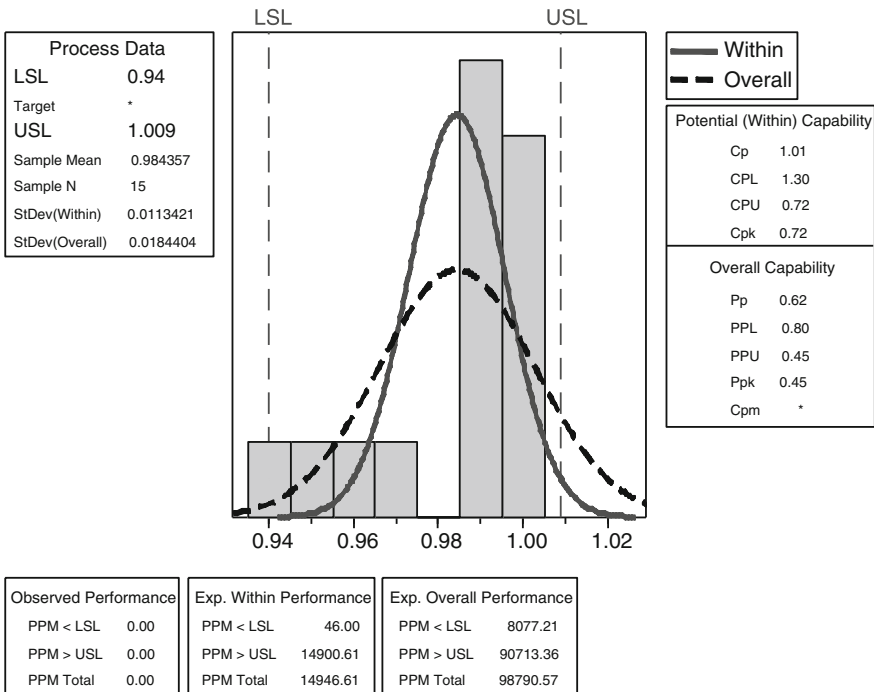 LSL USL
Process Data
LSL 0.94
Target *
USL 1.009
Sample Mean 0.984357
Sample N 15
StDev(Within) 0.0113421
StDev(Overall) 0.0184404
Within
Overall
Potential (Within) Capability
Cp 1.01
CPL 1.30
CPU 0.72
Cpk 0.72
Overall Capability
Pp 0.62
PPL 0.80
PPU 0.45
Ppk 0.45
Cpm *
0.94 0.96 0.98 1.00 1.02
Observed Performance
PPM < LSL 0.00
PPM > USL 0.00
PPM Total 0.00
Exp. Within Performance
PPM < LSL 46.00
PPM > USL 14900.61
PPM Total 14946.61
Exp. Overall Performance
PPM < LSL 8077.21
PPM > USL 90713.36
PPM Total 98790.57